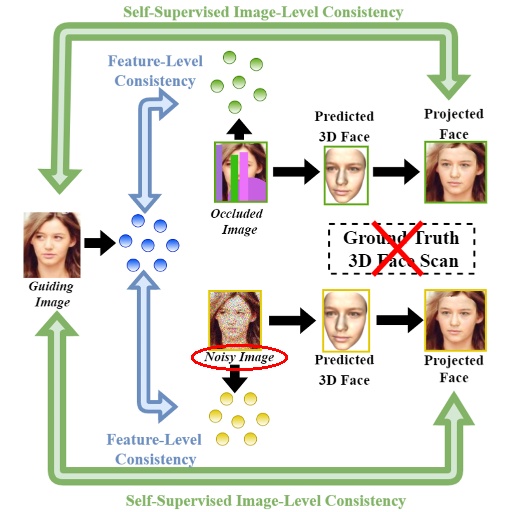 Self-Supervised Image-Level Consistency
Feature-Level
Consistency
Predicted
3D Face
Projected
Face
Occluded
Image
Ground Truth
3D Face Scan
Guiding
Image
Noisy Image
Predicted
3D Face
Projected
Face
Feature-Level
Consistency
Self-Supervised Image-Level Consistency